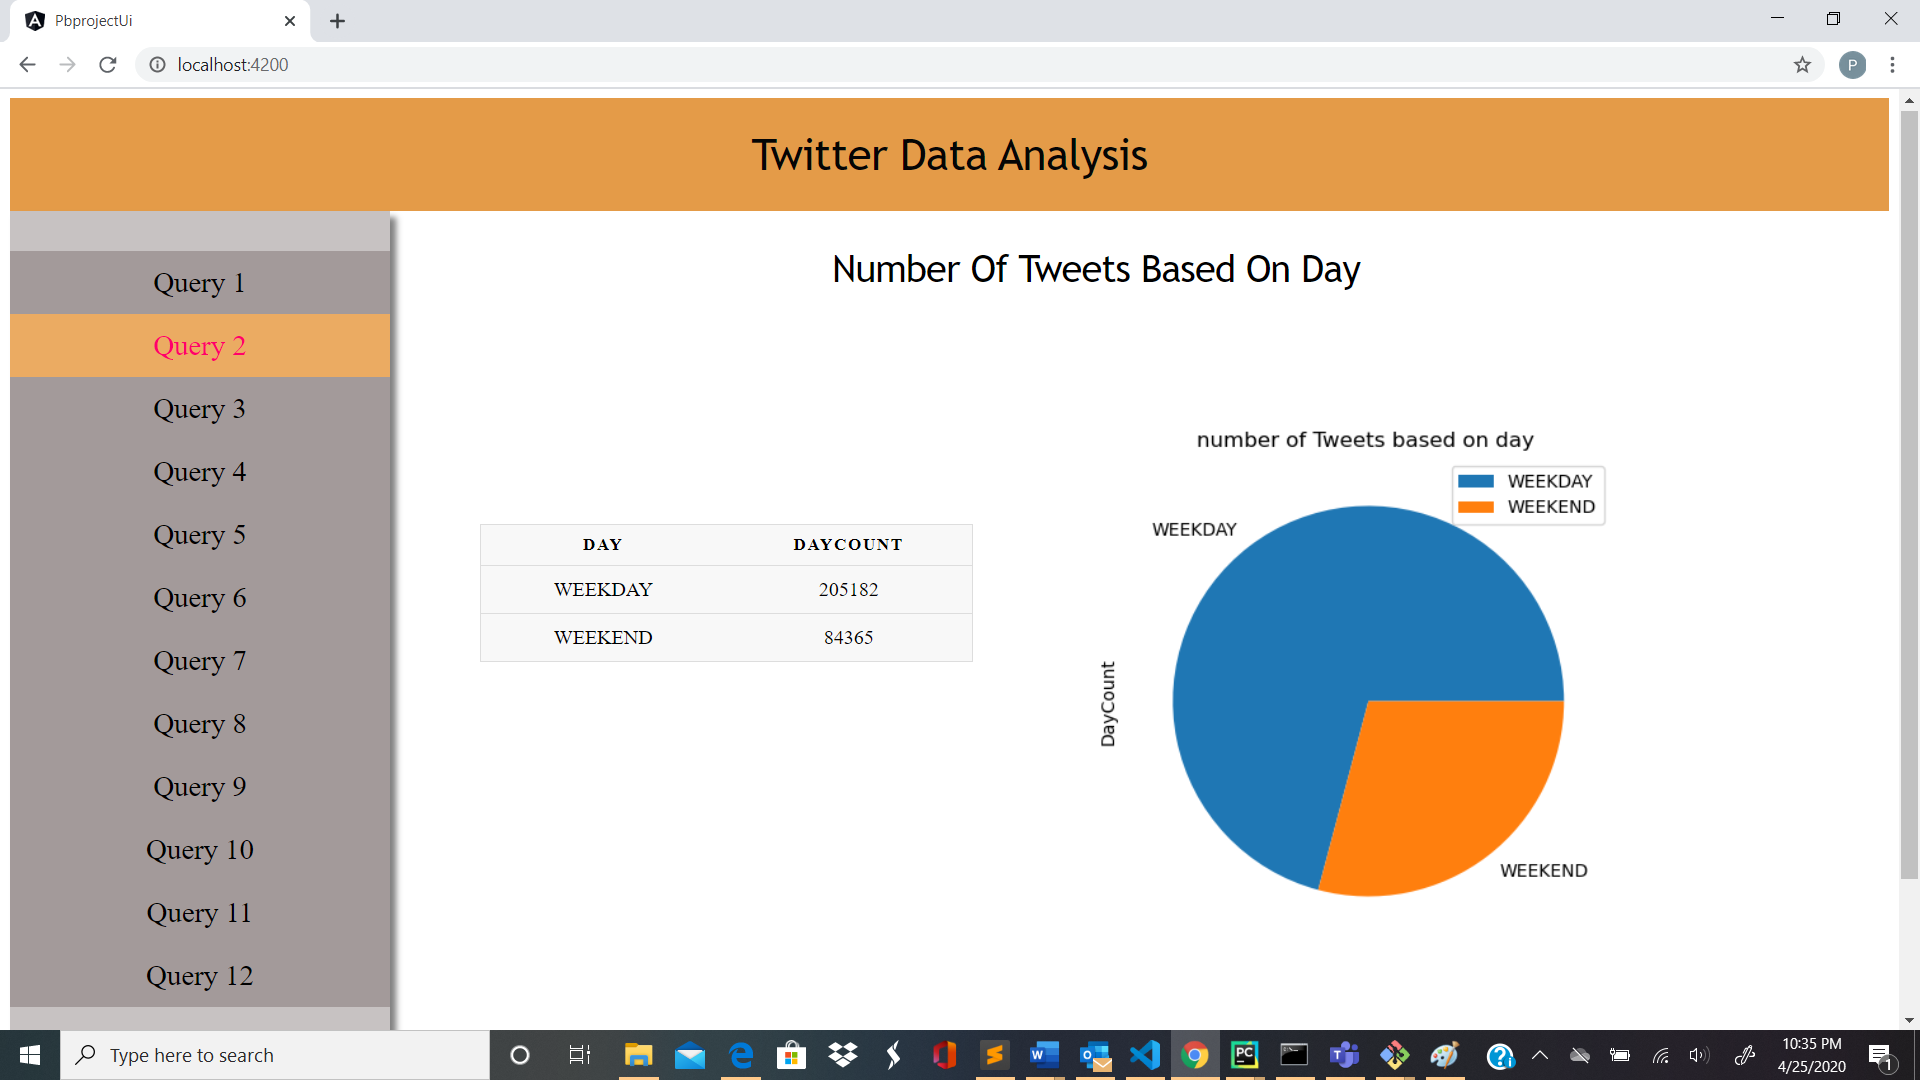 PbprojectUi
localhost:4200
P
Twitter Data Analysis
Query 1
Query 2
Query 3
Query 4
Query 5
Query 6
Query 7
Query 8
Query 9
Query 10
Query 11
Query 12
Number Of Tweets Based On Day
DAY DAYCOUNT
WEEKDAY 205182
WEEKEND 84365
number of Tweets based on day
WEEKDAY
WEEKEND
WEEKDAY
DayCount
WEEKEND
Type here to search
10:35 PM
4/25/2020
1